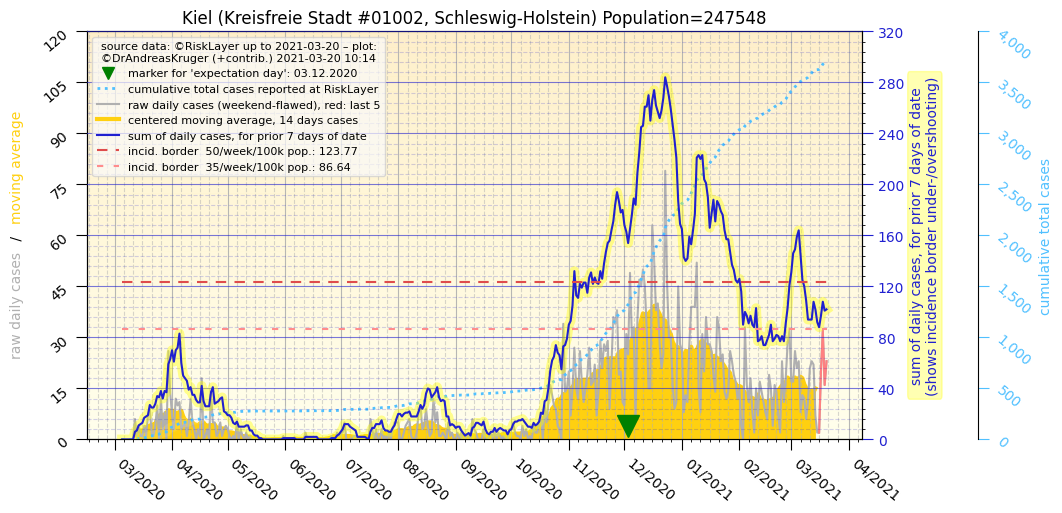 Kiel (Kreisfreie Stadt #01002, Schleswig-Holstein) Population=247548
source data: ©RiskLayer up to 2021-03-20 – plot:
©DrAndreasKruger (+contrib.) 2021-03-20 10:14
marker for 'expectation day': 03.12.2020
cumulative total cases reported at RiskLayer
raw daily cases (weekend-flawed), red: last 5
centered moving average, 14 days cases
sum of daily cases, for prior 7 days of date
incid. border  50/week/100k pop.: 123.77
incid. border  35/week/100k pop.: 86.64
raw daily cases / moving average
120
105
90
75
60
45
30
15
0
320
280
240
200
160
120
80
40
0
sum of daily cases, for prior 7 days of date
(shows incidence border under-/overshooting)
4,000
3,500
3,000
2,500
2,000
1,500
1,000
500
0
cumulative total cases
03/2020
04/2020
05/2020
06/2020
07/2020
08/2020
09/2020
10/2020
11/2020
12/2020
01/2021
02/2021
03/2021
04/2021